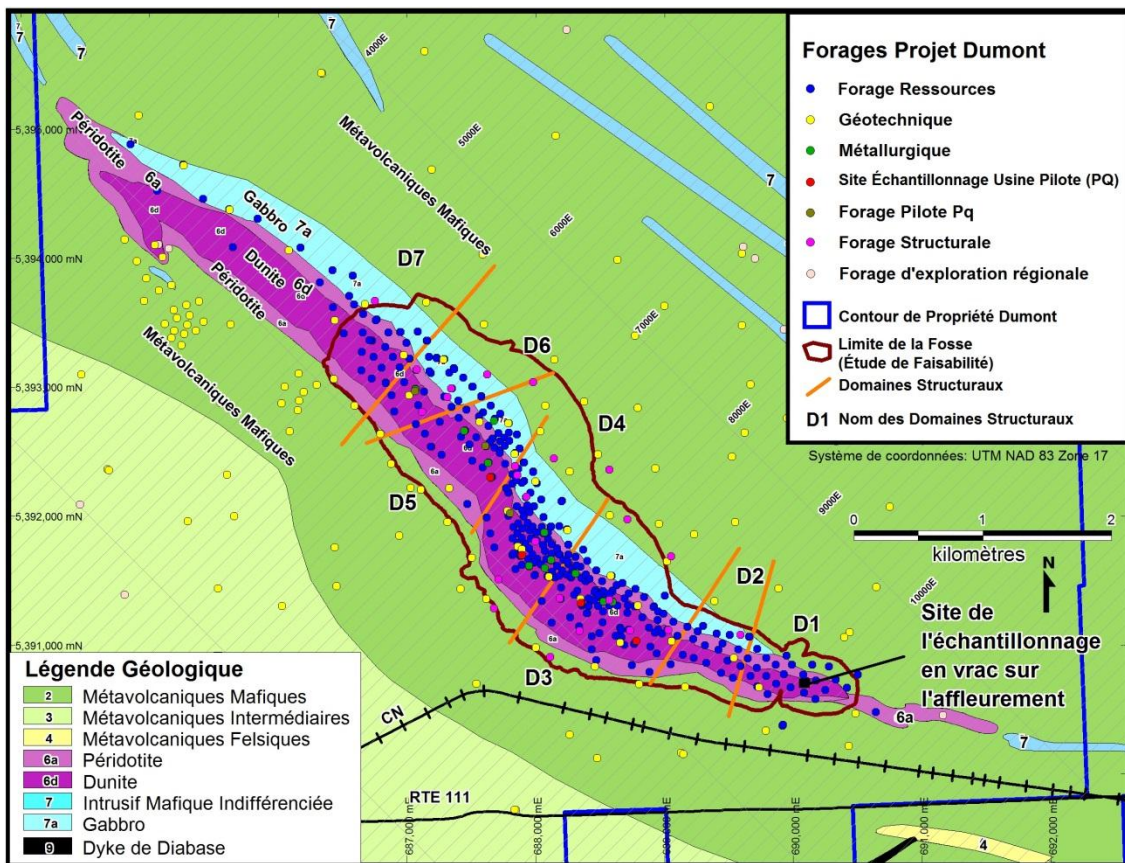 Forages Projet Dumont
Forage Ressources
Géotechnique
Métallurgique
Site Échantillonnage Usine Pilote (PQ)
Forage Pilote Pq
Forage Structurale
Forage d'exploration régionale
Contour de Propriété Dumont
Limite de la Fosse
(Étude de Faisabilité)
Domaines Structuraux
D1 Nom des Domaines Structuraux
Système de coordonnées: UTM NAD 83 Zone 17
0 1 2
kilomètres
N
7
7
7
7
7
4000E
5000E
6000E
7000E
8000E
9000E
10000E
5,394,000 mN
5,393,000 mN
5,392,000 mN
5,391,000 mN
Métavolcaniques Mafiques
Péridotite 6a
Gabbro 7a
Dunite 6d
Péridotite
Métavolcaniques Mafiques
7a
6d
6d
6a
7a
6d
6a
7a
6d
6a
D7
D6
D4
D5
D2
D1
D3
Site de
l'échantillonnage
en vrac sur
l'affleurement
6a
7
CN
RTE 111
4
687,000 mE
688,000 mE
690,000 mE
692,000 mE
Légende Géologique
2 Métavolcaniques Mafiques
3 Métavolcaniques Intermédiaires
4 Métavolcaniques Felsiques
6a Péridotite
6d Dunite
7 Intrusif Mafique Indifférenciée
7a Gabbro
9 Dyke de Diabase